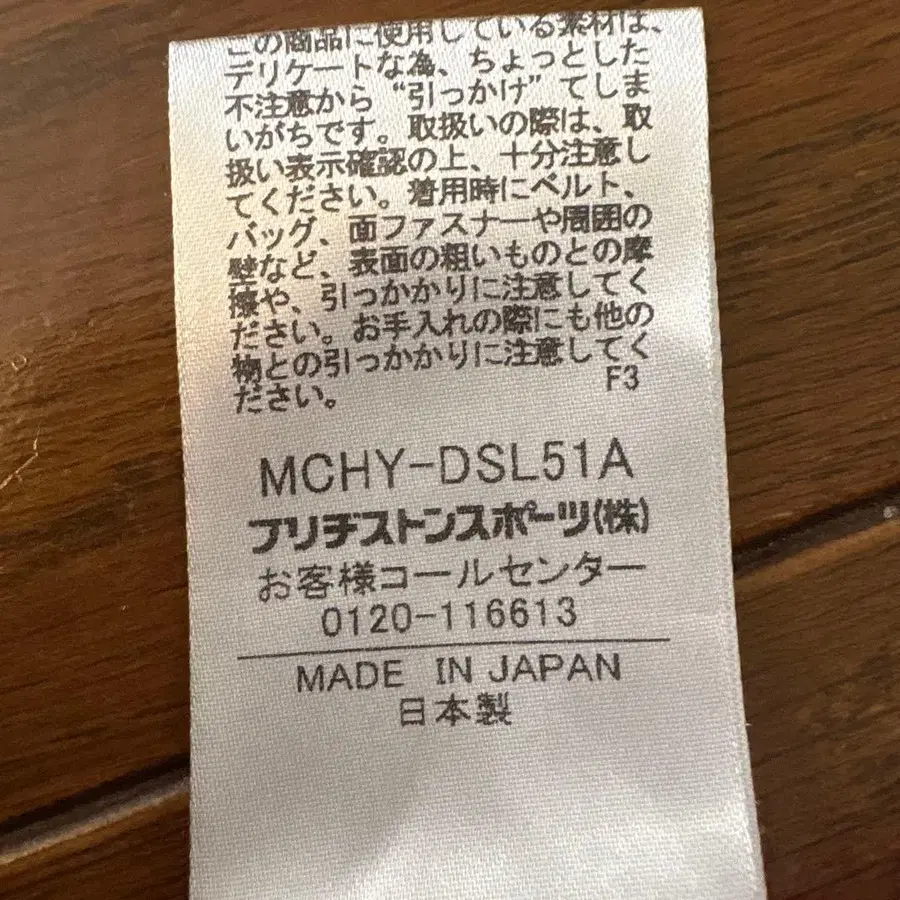 この商品に使用している素材は、
デリケートな為、ちょっとした
不注意から“引っかけ”てしま
いがちです。取扱いの際は、取
扱い表示確認の上、十分注意し
てください。着用時にベルト、
バッグ、面ファスナーや周囲の
壁など、表面の粗いものとの摩
擦や、引っかかりに注意してく
ださい。お手入れの際にも他の
物との引っかかりに注意してく
ださい。
F3
MCHY-DSL51A
ブリヂストンスポーツ(株)
お客様コールセンター
0120-116613
MADE IN JAPAN
日本製